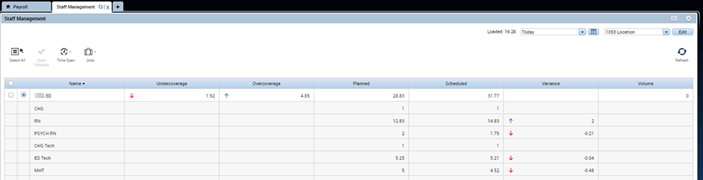 Payroll
Staff Management
Staff Management
Loaded: 16:26 Today 1353 Location Edit
Select All Time Span Jobs Refresh
Name Undercoverage Overcoverage Planned Scheduled Variance Volume
ED 1.92 4.85 28.83 31.77 0
CHG 1 1
RN 12.83 14.83 2
PSYCH RN 2 1.79 -0.21
CHG Tech 1 1
ED Tech 5.25 5.21 -0.04
MHT 5 4.52 -0.48